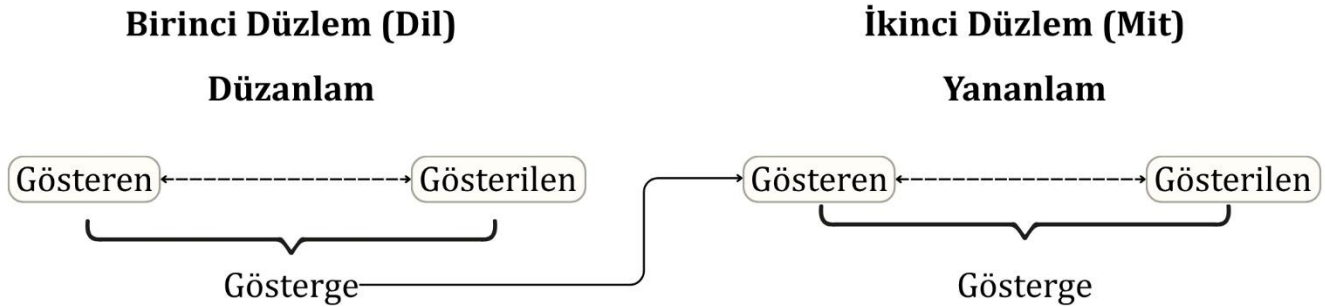 Birinci Düzlem (Dil)
Düzanlam
Gösteren Gösterilen
Gösterge
İkinci Düzlem (Mit)
Yananlam
Gösteren Gösterilen
Gösterge